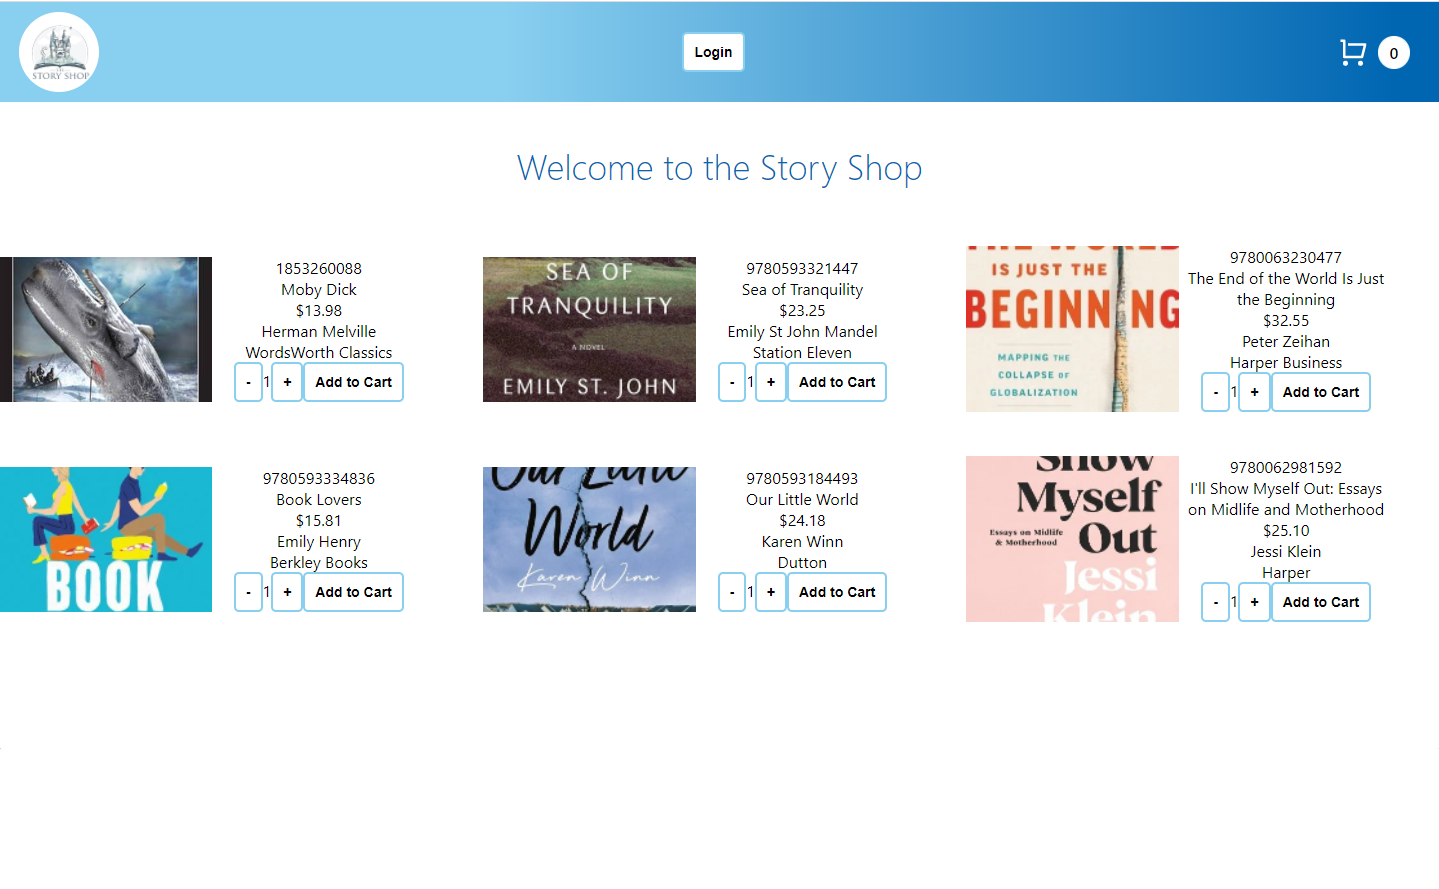 STORY SHOP
Login
0
Welcome to the Story Shop
1853260088
Moby Dick
$13.98
Herman Melville
WordsWorth Classics
- 1 + Add to Cart
SEA OF
TRANQUILITY
A NOVEL
EMILY ST. JOHN
9780593321447
Sea of Tranquility
$23.25
Emily St John Mandel
Station Eleven
- 1 + Add to Cart
THE WORLD
IS JUST THE
BEGINNING
MAPPING THE
COLLAPSE OF
GLOBALIZATION
9780063230477
The End of the World Is Just
the Beginning
$32.55
Peter Zeihan
Harper Business
- 1 + Add to Cart
BOOK
9780593334836
Book Lovers
$15.81
Emily Henry
Berkley Books
- 1 + Add to Cart
Our Little
World
Karen Winn
9780593184493
Our Little World
$24.18
Karen Winn
Dutton
- 1 + Add to Cart
Show
Myself
Essays on Midlife
& Motherhood
Out
Jessi
Klein
9780062981592
I'll Show Myself Out: Essays
on Midlife and Motherhood
$25.10
Jessi Klein
Harper
- 1 + Add to Cart